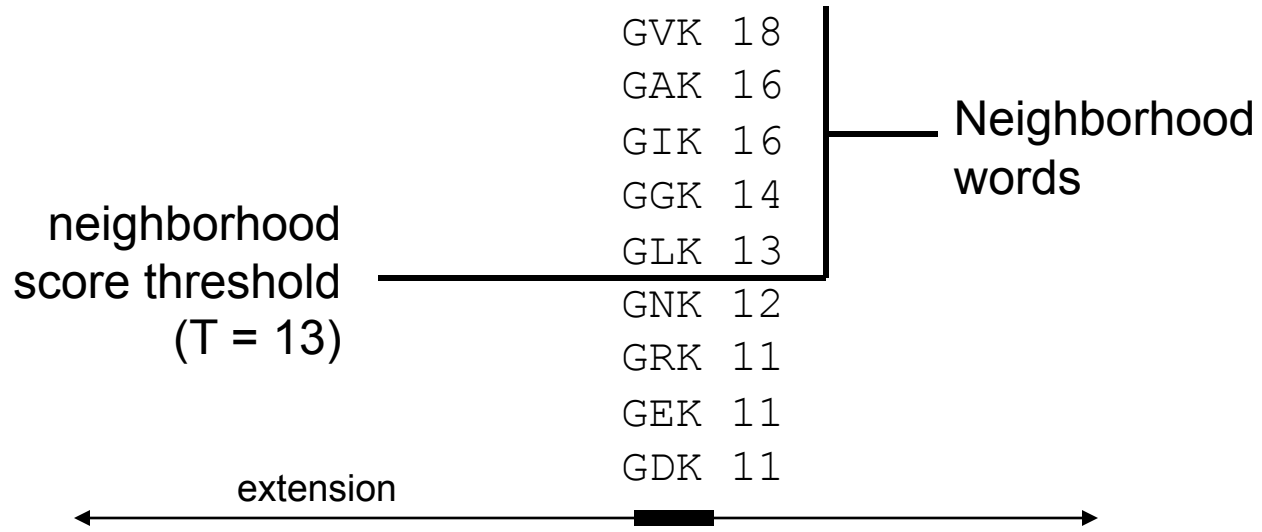 GVK 18
GAK 16
GIK 16
GGK 14
GLK 13
GNK 12
GRK 11
GEK 11
GDK 11
Neighborhood
words
neighborhood
score threshold
(T = 13)
extension